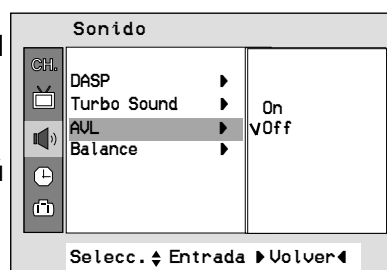 Sonido
CH.
DASP
Turbo Sound
AVL
Balance
On
Off
Selecc. Entrada Volver